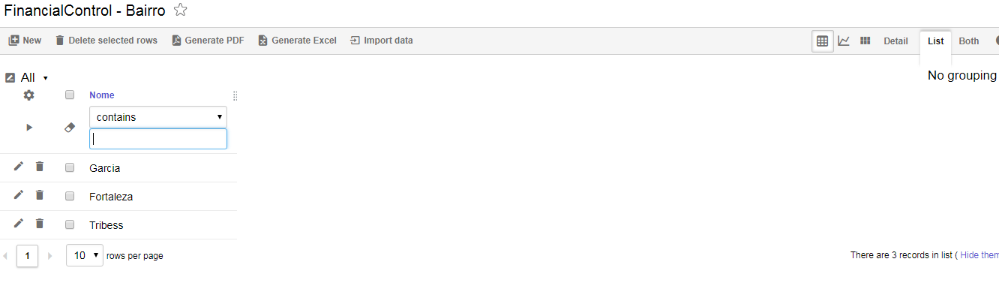 FinancialControl - Bairro
New Delete selected rows Generate PDF Generate Excel Import data Detail List Both
All No grouping
Nome
contains
Garcia
Fortaleza
Tribess
1 10 rows per page There are 3 records in list ( Hide them